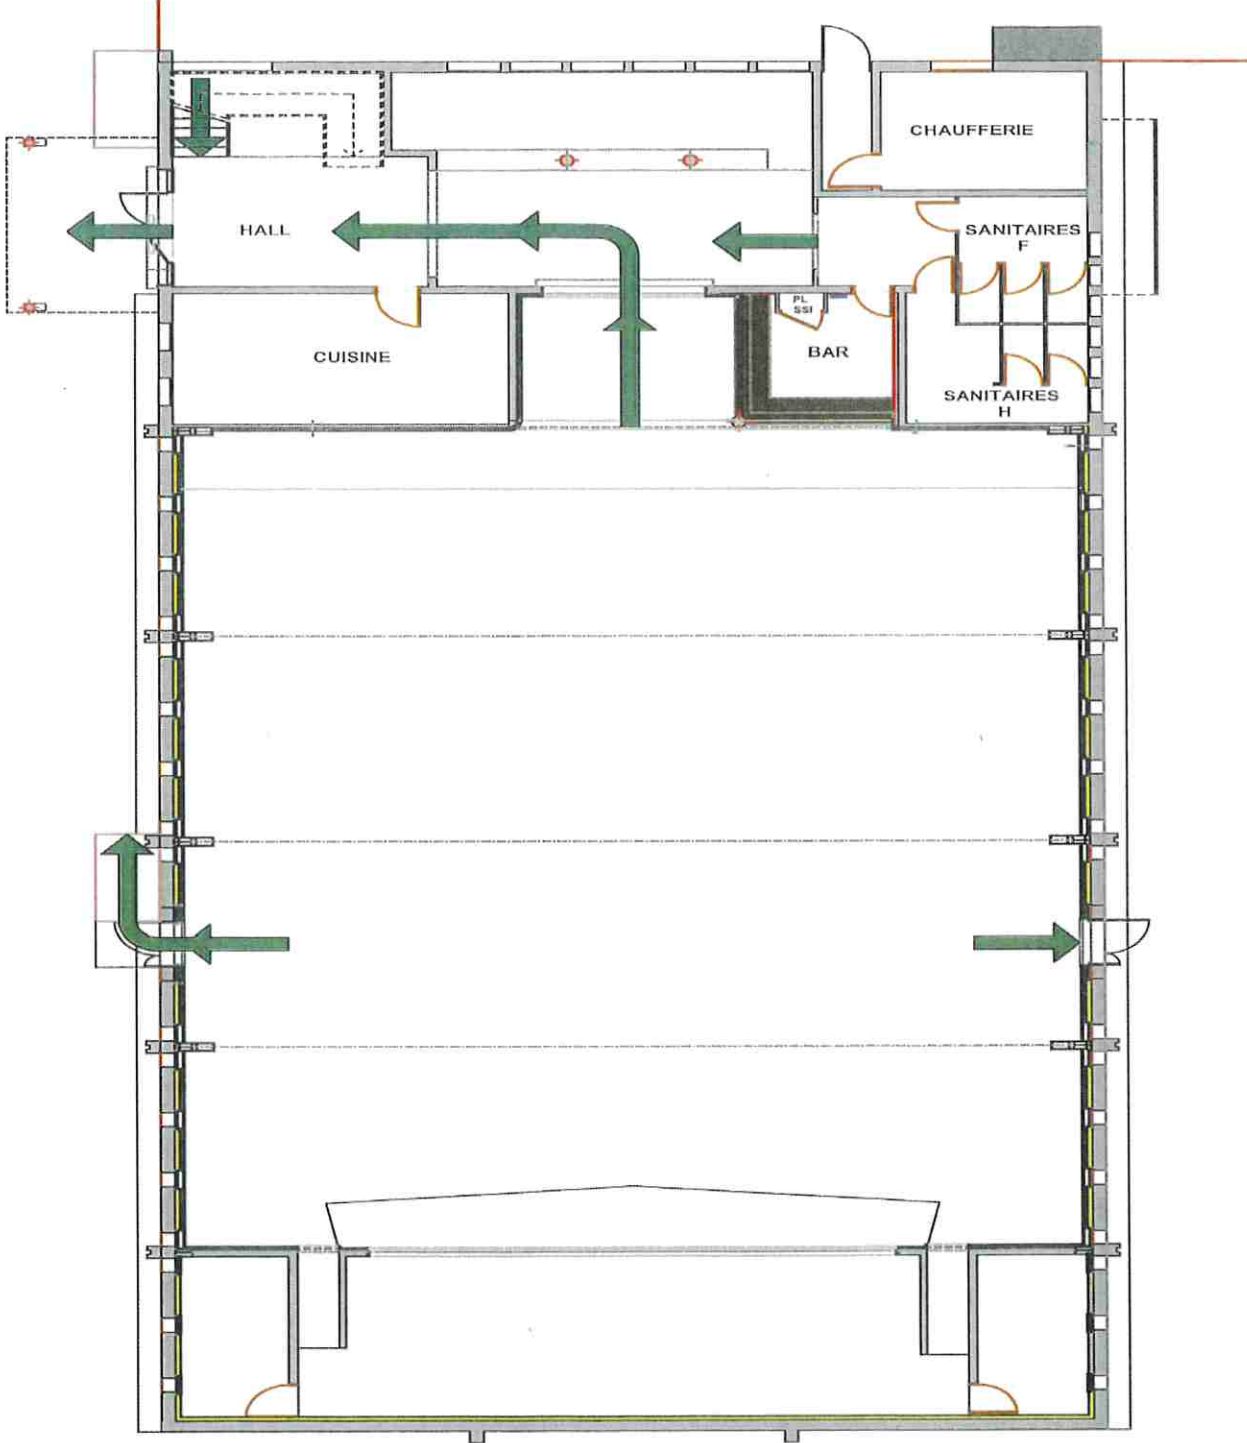 CHAUFFERIE
HALL
SANITAIRES
F
PL
SSI
CUISINE
BAR
SANITAIRES
H